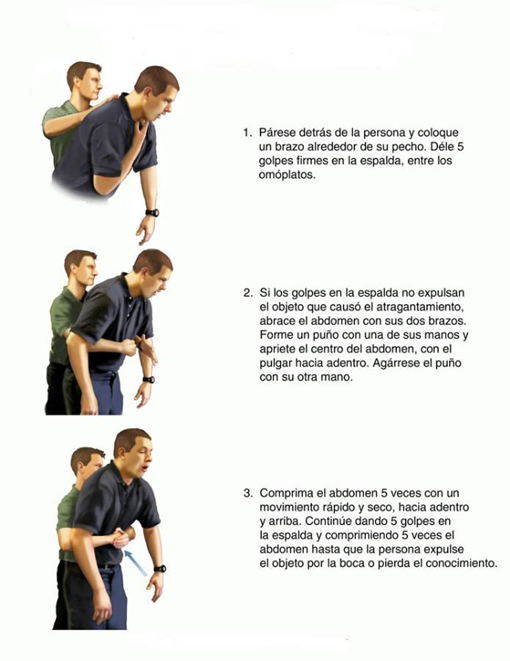 1. Párese detrás de la persona y coloque
un brazo alrededor de su pecho. Déle 5
golpes firmes en la espalda, entre los
omóplatos.
2. Si los golpes en la espalda no expulsan
el objeto que causó el atragantamiento,
abrace el abdomen con sus dos brazos.
Forme un puño con una de sus manos y
apriete el centro del abdomen, con el
pulgar hacia adentro. Agárrese el puño
con su otra mano.
3. Comprima el abdomen 5 veces con un
movimiento rápido y seco, hacia adentro
y arriba. Continúe dando 5 golpes en
la espalda y comprimiendo 5 veces el
abdomen hasta que la persona expulse
el objeto por la boca o pierda el conocimiento.